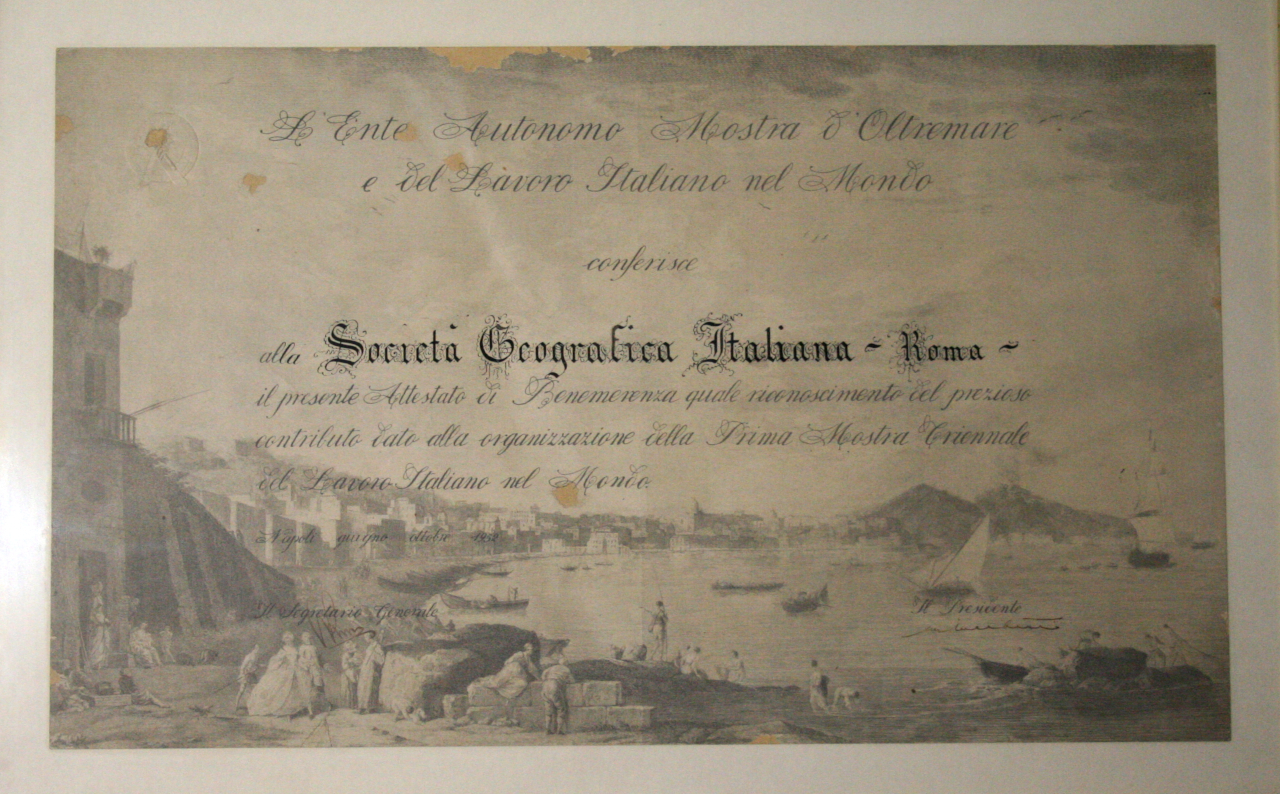 L'Ente Autonomo Mostra d'Oltremare
e del Lavoro Italiano nel Mondo
conferisce
alla Società Geografica Italiana - Roma -
il presente Attestato di Benemerenza quale riconoscimento del prezioso
contributo dato alla organizzazione della Prima Mostra Triennale
del Lavoro Italiano nel Mondo.
Napoli giugno ottobre 1952
Il Segretario Generale
Il Presidente